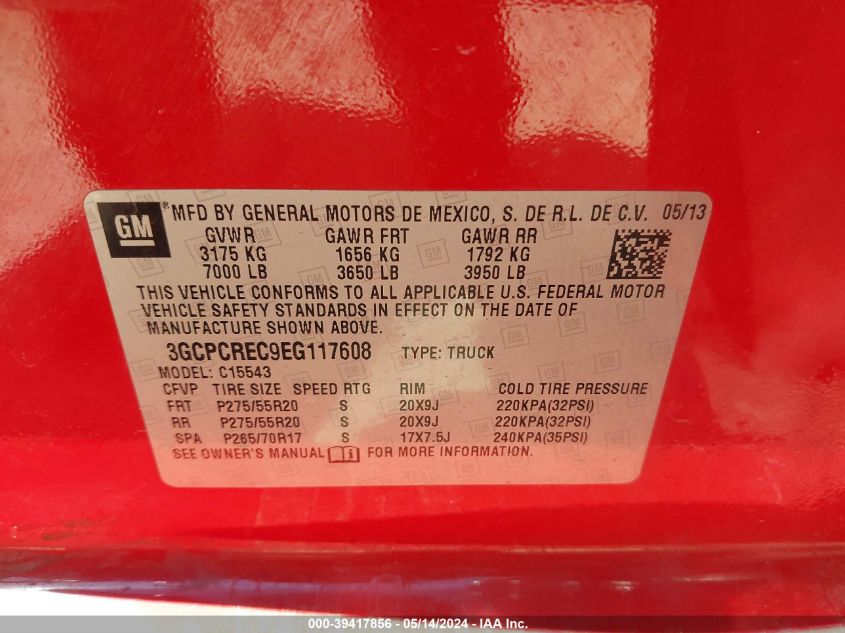 GM ® MFD BY GENERAL MOTORS DE MEXICO, S. DE R.L. DE C.V. 05/13
GVWR GAWR FRT GAWR RR
3175 KG 1656 KG 1792 KG
7000 LB 3650 LB 3950 LB
THIS VEHICLE CONFORMS TO ALL APPLICABLE U.S. FEDERAL MOTOR
VEHICLE SAFETY STANDARDS IN EFFECT ON THE DATE OF
MANUFACTURE SHOWN ABOVE.
3GCPCREC9EG117608 TYPE: TRUCK
MODEL: C15543
CFVP TIRE SIZE SPEED RTG RIM COLD TIRE PRESSURE
FRT P275/55R20 S 20X9J 220KPA(32PSI)
RR P275/55R20 S 20X9J 220KPA(32PSI)
SPA P265/70R17 S 17X7.5J 240KPA(35PSI)
SEE OWNER'S MANUAL FOR MORE INFORMATION.
000-39417856 - 05/14/2024 - IAA Inc.